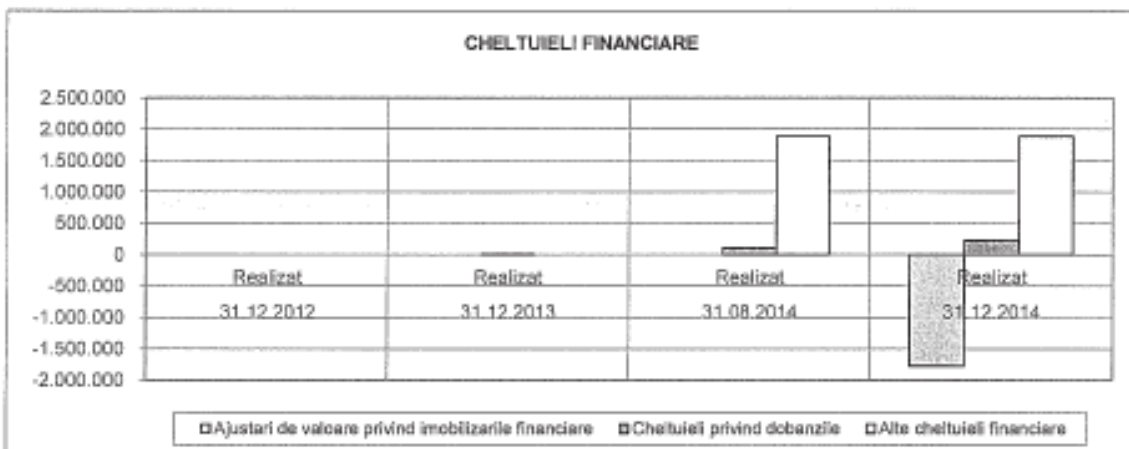 CHELTUIELI FINANCIARE
2.500.000
2.000.000
1.500.000
1.000.000
500.000
0
-500.000
-1.000.000
-1.500.000
-2.000.000
Realizat Realizat Realizat Realizat
31.12.2012 31.12.2013 31.08.2014 31.12.2014
Ajustari de valoare privind imobilizarile financiare Cheltuieli privind dobanzile Alte cheltuieli financiare